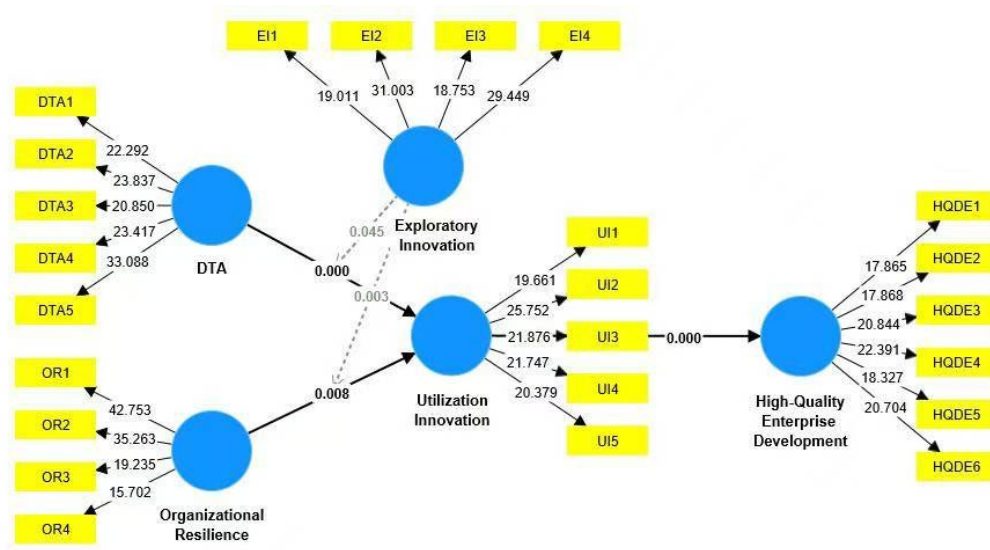 EI1
EI2
EI3
EI4
19.011
31.003
18.753
29.449
Exploratory
Innovation
DTA1
DTA2
DTA3
DTA4
DTA5
22.292
23.837
20.850
23.417
33.088
DTA
0.045
0.000
0.003
0.008
OR1
OR2
OR3
OR4
42.753
35.263
19.235
15.702
Organizational
Resilience
Utilization
Innovation
19.661
25.752
21.876
21.747
20.379
UI1
UI2
UI3
UI4
UI5
0.000
High-Quality
Enterprise
Development
17.865
17.868
20.844
22.391
18.327
20.704
HQDE1
HQDE2
HQDE3
HQDE4
HQDE5
HQDE6